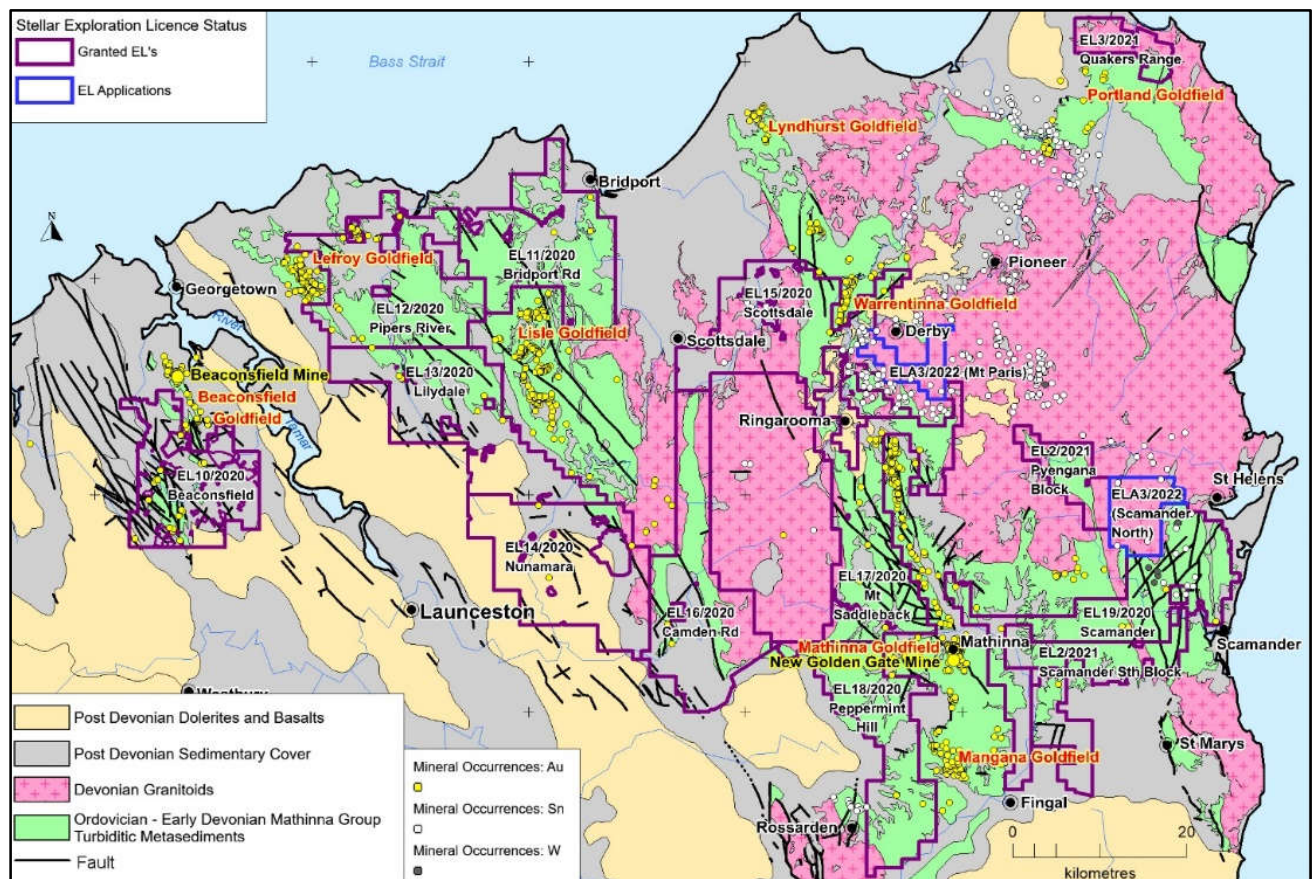 Stellar Exploration Licence Status
Granted EL's
EL Applications
Bass Strait
EL3/2021
Quakers Range
Portland Goldfield
Lyndhurst Goldfield
Bridport
N
Lefroy Goldfield
EL11/2020
Bridport Rd
Pioneer
Georgetown
EL15/2020
Scottsdale
EL12/2020
Pipers River
Warrentinna Goldfield
River
Lisle Goldfield
Scottsdale
Derby
Beaconsfield Mine
EL13/2020
Lilydale
ELA3/2022 (Mt Paris)
Beaconsfield
Goldfield
Tamar
Ringarooma
EL10/2020
Beaconsfield
EL2/2021
Pyengana
Block
ELA3/2022
(Scamander
North)
St Helens
EL14/2020
Nunamara
EL17/2020
Mt
Saddleback
Launceston
EL16/2020
Camden Rd
EL19/2020
Scamander
Mathinna Goldfield
Mathinna
New Golden Gate Mine
EL2/2021
Scamander Sth Block
Scamander
EL18/2020
Peppermint
Hill
Westbury
St Marys
Mangana Goldfield
Fingal
Rossarden
Post Devonian Dolerites and Basalts
Post Devonian Sedimentary Cover
Devonian Granitoids
Ordovician - Early Devonian Mathinna Group
Turbiditic Metasediments
Fault
Mineral Occurrences: Au
Mineral Occurrences: Sn
Mineral Occurrences: W
0 20
kilometres